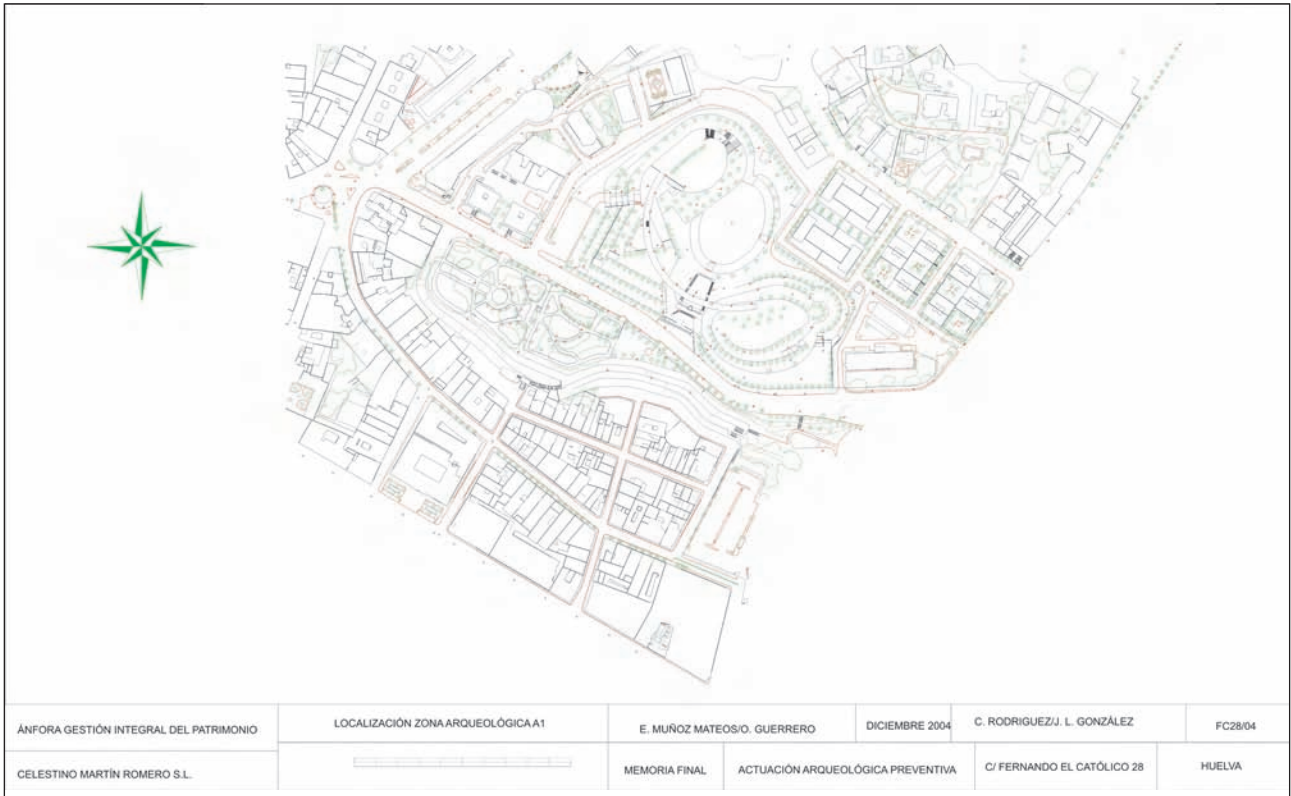 ÁNFORA GESTIÓN INTEGRAL DEL PATRIMONIO
LOCALIZACIÓN ZONA ARQUEOLÓGICA A1
E. MUÑOZ MATEOS/O. GUERRERO
DICIEMBRE 2004
C. RODRIGUEZ/J. L. GONZÁLEZ
FC28/04
CELESTINO MARTÍN ROMERO S.L.
MEMORIA FINAL
ACTUACIÓN ARQUEOLÓGICA PREVENTIVA
C/ FERNANDO EL CATÓLICO 28
HUELVA